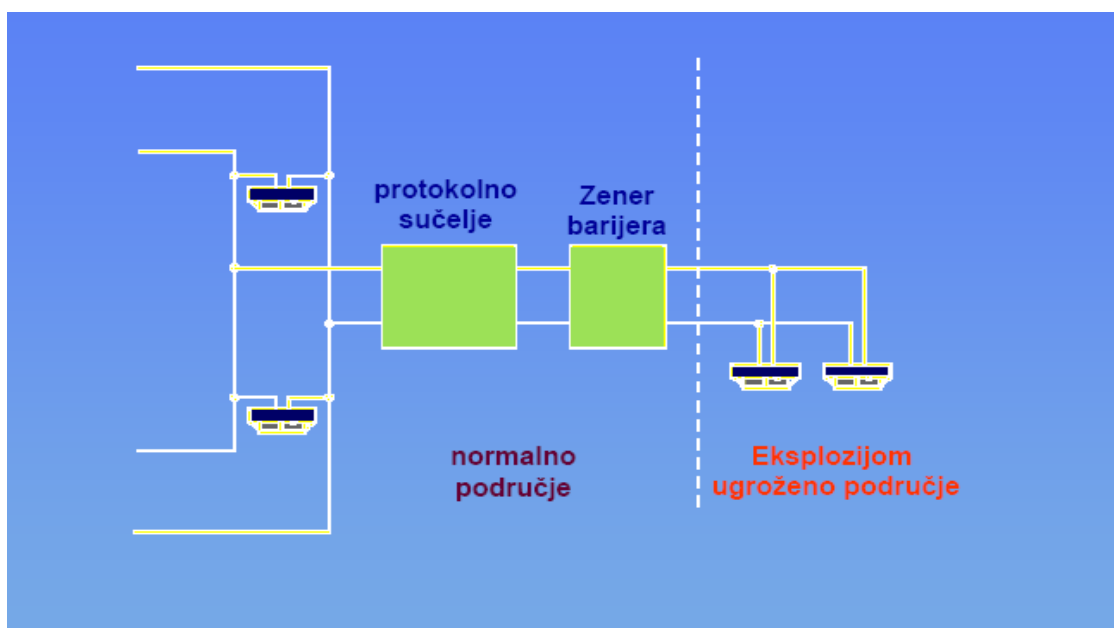 protokolno
sučelje
Zener
barijera
normalno
područje
Eksplozijom
ugroženo područje